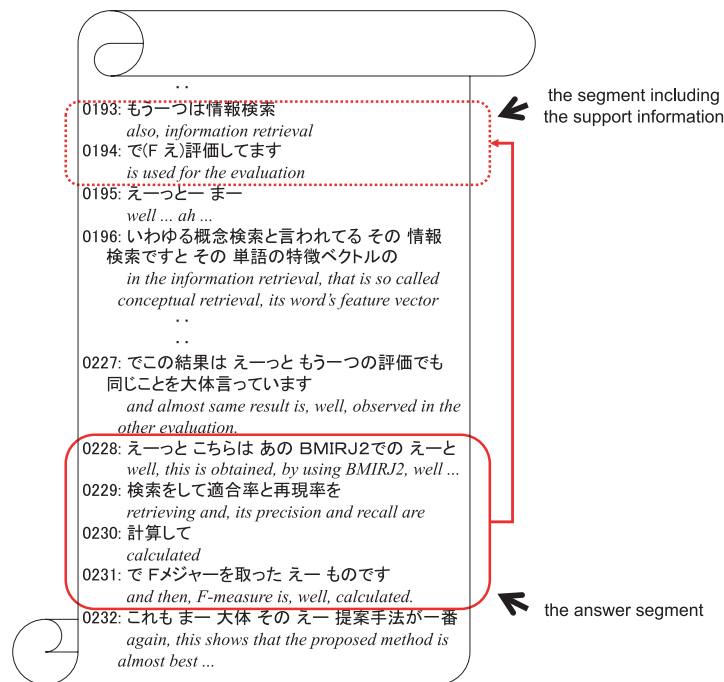 ‥
0193: もう一つは情報検索
also, information retrieval
0194: で(F え)評価してます
is used for the evaluation
0195: えーっとー まー
well ... ah ...
0196: いわゆる概念検索と言われてる その 情報
検索ですと その 単語の特徴ベクトルの
in the information retrieval, that is so called
conceptual retrieval, its word's feature vector
‥
‥
0227: でこの結果は えーっと もう一つの評価でも
同じことを大体言っています
and almost same result is, well, observed in the
other evaluation.
0228: えーっと こちらは あの BMIRJ2での えーと
well, this is obtained, by using BMIRJ2, well ...
0229: 検索をして適合率と再現率を
retrieving and, its precision and recall are
0230: 計算して
calculated
0231: で Fメジャーを取った えー ものです
and then, F-measure is, well, calculated.
0232: これも まー 大体 その えー 提案手法が一番
again, this shows that the proposed method is
almost best ...
the segment including
the support information
the answer segment